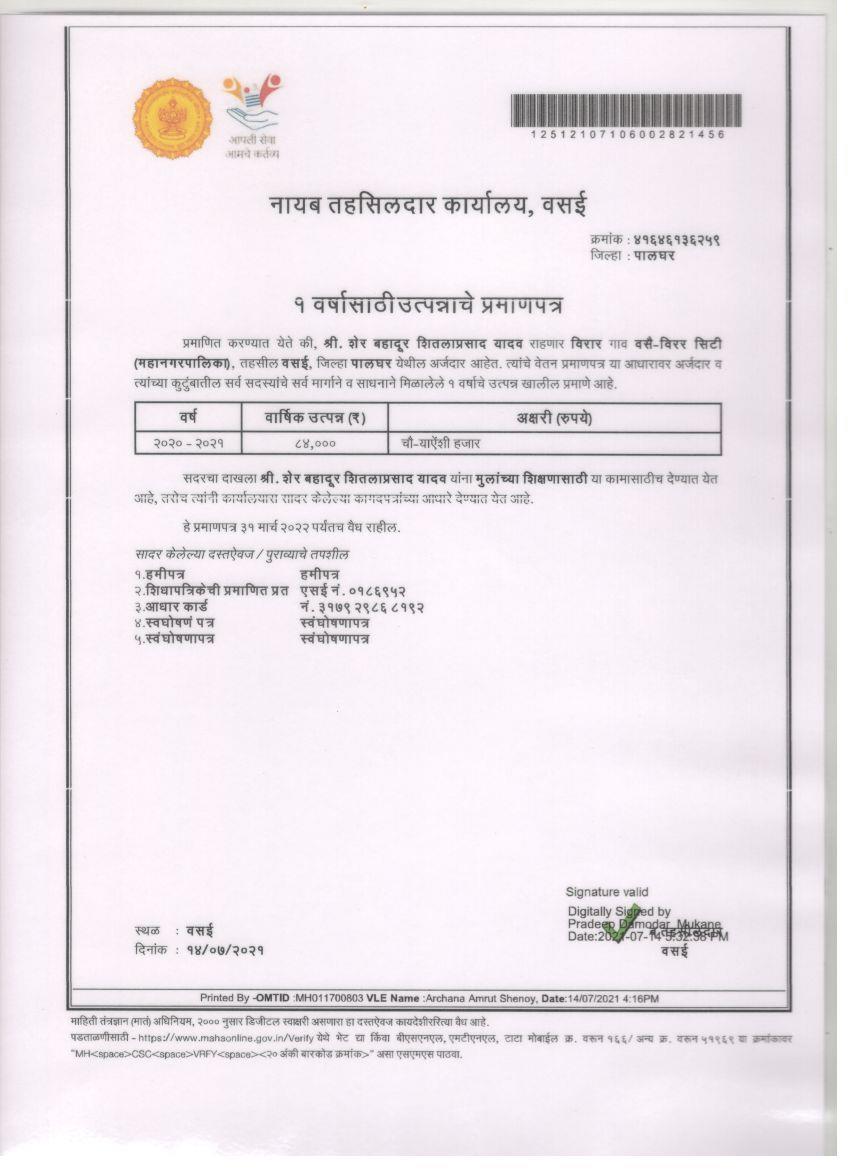 आपली सेवा
आमचे कर्तव्य
12512107106002821456
नायब तहसिलदार कार्यालय, वसई
क्रमांक : ४१६४६१३६२५९
जिल्हा : पालघर
१ वर्षासाठी उत्पन्नाचे प्रमाणपत्र
प्रमाणित करण्यात येते की, श्री. शेर बहादूर शितलाप्रसाद यादव राहणार विरार गाव वसै-विरर सिटी
(महानगरपालिका), तहसील वसई, जिल्हा पालघर येथील अर्जदार आहेत. त्यांचे वेतन प्रमाणपत्र या आधारावर अर्जदार व
त्यांच्या कुटुंबातील सर्व सदस्यांचे सर्व मार्गाने व साधनाने मिळालेले १ वर्षाचे उत्पन्न खालील प्रमाणे आहे.
वर्ष वार्षिक उत्पन्न (₹) अक्षरी (रुपये)
२०२० - २०२१ ८४,००० चौ-याऐंशी हजार
सदरचा दाखला श्री. शेर बहादूर शितलाप्रसाद यादव यांना मुलांच्या शिक्षणासाठी या कामासाठीच देण्यात येत
आहे, तसेच त्यांनी कार्यालयास सादर केलेल्या कागदपत्रांच्या आधारे देण्यात येत आहे.
हे प्रमाणपत्र ३१ मार्च २०२२ पर्यंतच वैध राहील.
सादर केलेल्या दस्तऐवज / पुराव्याचे तपशील
१.हमीपत्र हमीपत्र
२.शिधापत्रिकेची प्रमाणित प्रत एसई नं. ०१८६९५२
३.आधार कार्ड नं. ३१७९ २९८६ ८१९२
४.स्वघोषणं पत्र स्वंघोषणापत्र
५.स्वंघोषणापत्र स्वंघोषणापत्र
Signature valid
Digitally Signed by
Pradeep Damodar Mukane
Date:2021-07-14 5:32:38 PM
वसई
स्थळ : वसई
दिनांक : १४/०७/२०२१
Printed By -OMTID :MH011700803 VLE Name :Archana Amrut Shenoy, Date:14/07/2021 4:16PM
माहिती तंत्रज्ञान (मातं) अधिनियम, २००० नुसार डिजीटल स्वाक्षरी असणारा हा दस्तऐवज कायदेशीररित्या वैध आहे.
पडताळणीसाठी - https://www.mahaonline.gov.in/Verify येथे भेट द्या किंवा बीएसएनएल, एमटीएनएल, टाटा मोबाईल क्र. वरून १६६/ अन्य क्र. वरून ५१९६९ या क्रमांकावर
"MH<space>CSC<space>VRFY<space><२० अंकी बारकोड क्रमांक>" असा एसएमएस पाठवा.